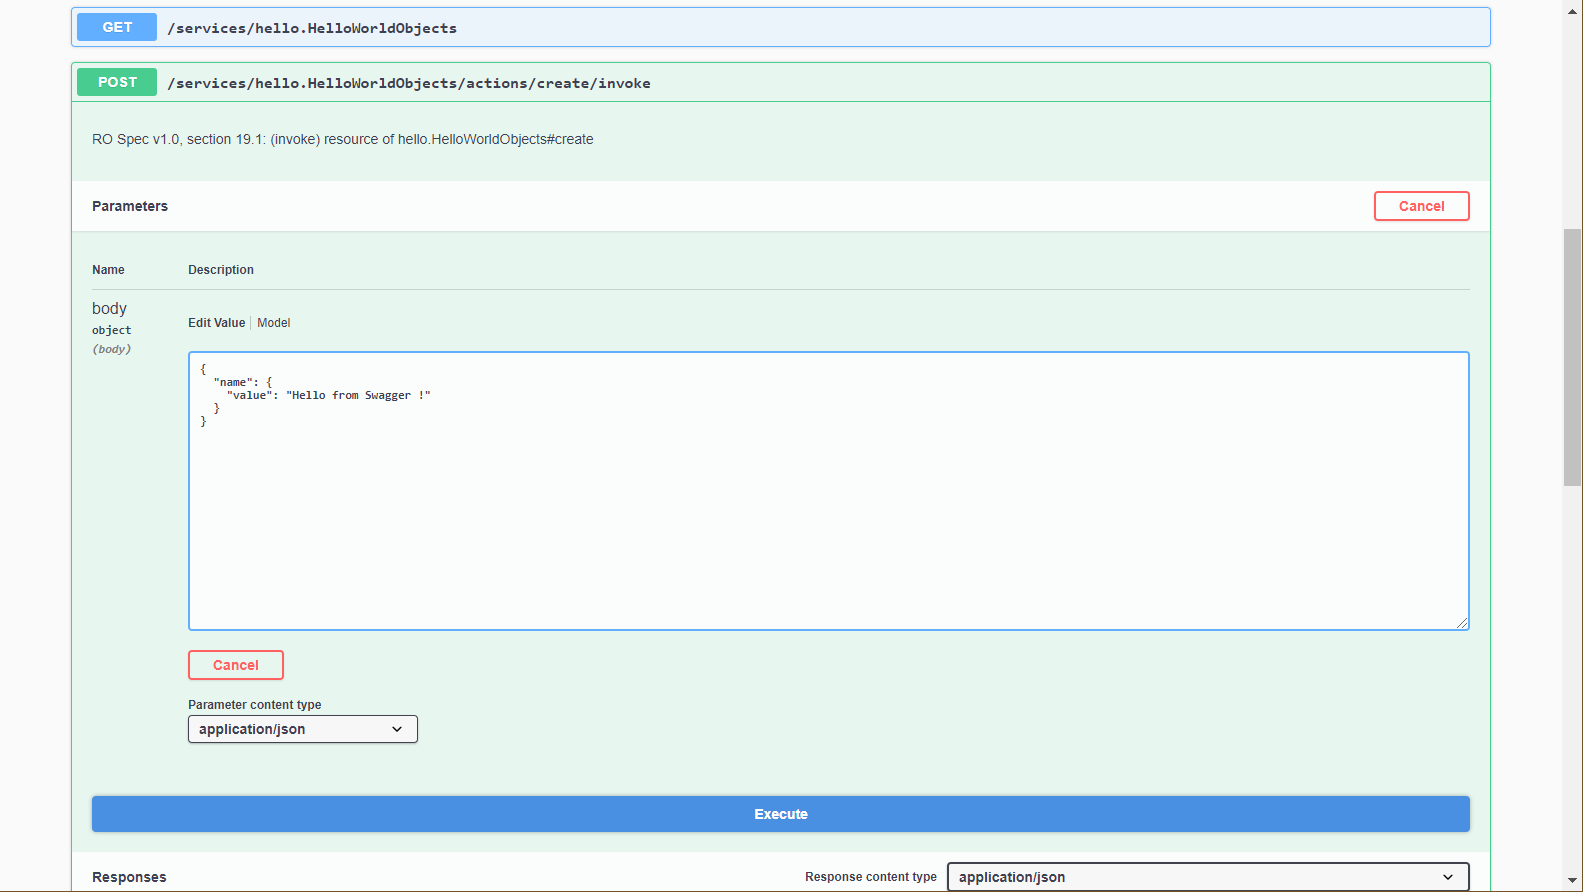 GET /services/hello.HelloWorldObjects
POST /services/hello.HelloWorldObjects/actions/create/invoke
RO Spec v1.0, section 19.1: (invoke) resource of hello.HelloWorldObjects#create
Parameters Cancel
Name Description
body
object
(body)
Edit Value Model
{
  "name": {
    "value": "Hello from Swagger !"
  }
}
Cancel
Parameter content type
application/json
Execute
Responses Response content type application/json